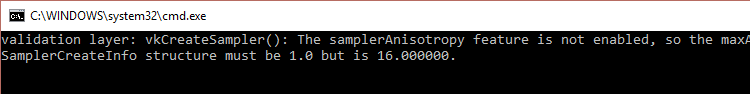 C:\WINDOWS\system32\cmd.exe
validation layer: vkCreateSampler(): The samplerAnisotropy feature is not enabled, so the
SamplerCreateInfo structure must be 1.0 but is 16.000000.